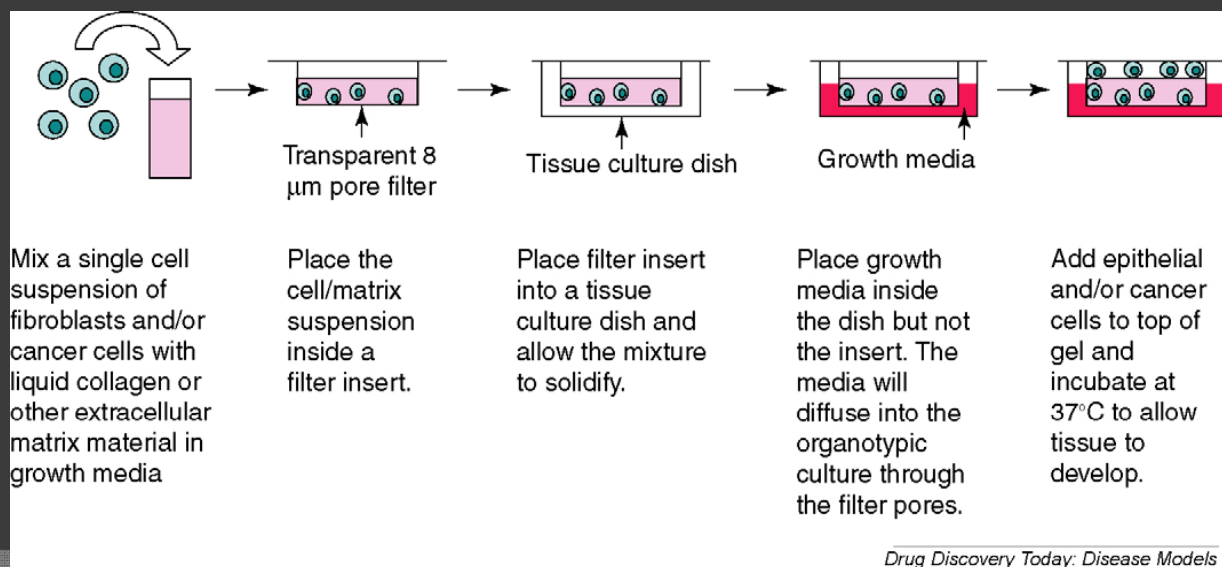 Transparent 8
μm pore filter
Tissue culture dish
Growth media
Mix a single cell
suspension of
fibroblasts and/or
cancer cells with
liquid collagen or
other extracellular
matrix material in
growth media
Place the
cell/matrix
suspension
inside a
filter insert.
Place filter insert
into a tissue
culture dish and
allow the mixture
to solidify.
Place growth
media inside
the dish but not
the insert. The
media will
diffuse into the
organotypic
culture through
the filter pores.
Add epithelial
and/or cancer
cells to top of
gel and
incubate at
37°C to allow
tissue to
develop.
Drug Discovery Today: Disease Models